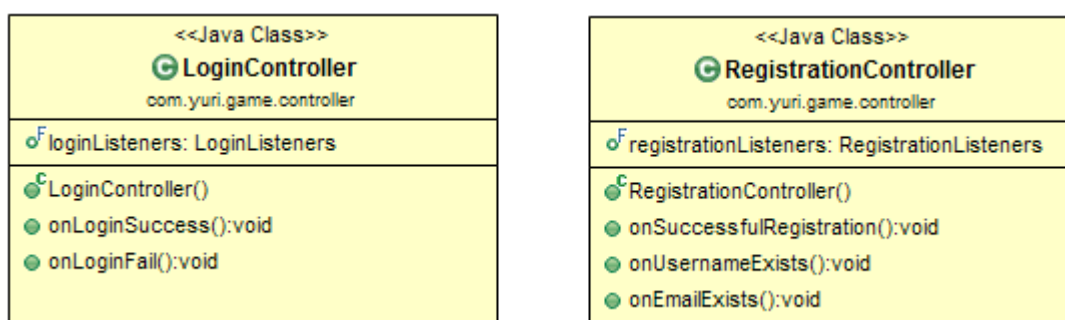 <<Java Class>>
C LoginController
com.yuri.game.controller
F loginListeners: LoginListeners
C LoginController()
onLoginSuccess():void
onLoginFail():void
<<Java Class>>
C RegistrationController
com.yuri.game.controller
F registrationListeners: RegistrationListeners
C RegistrationController()
onSuccessfulRegistration():void
onUsernameExists():void
onEmailExists():void